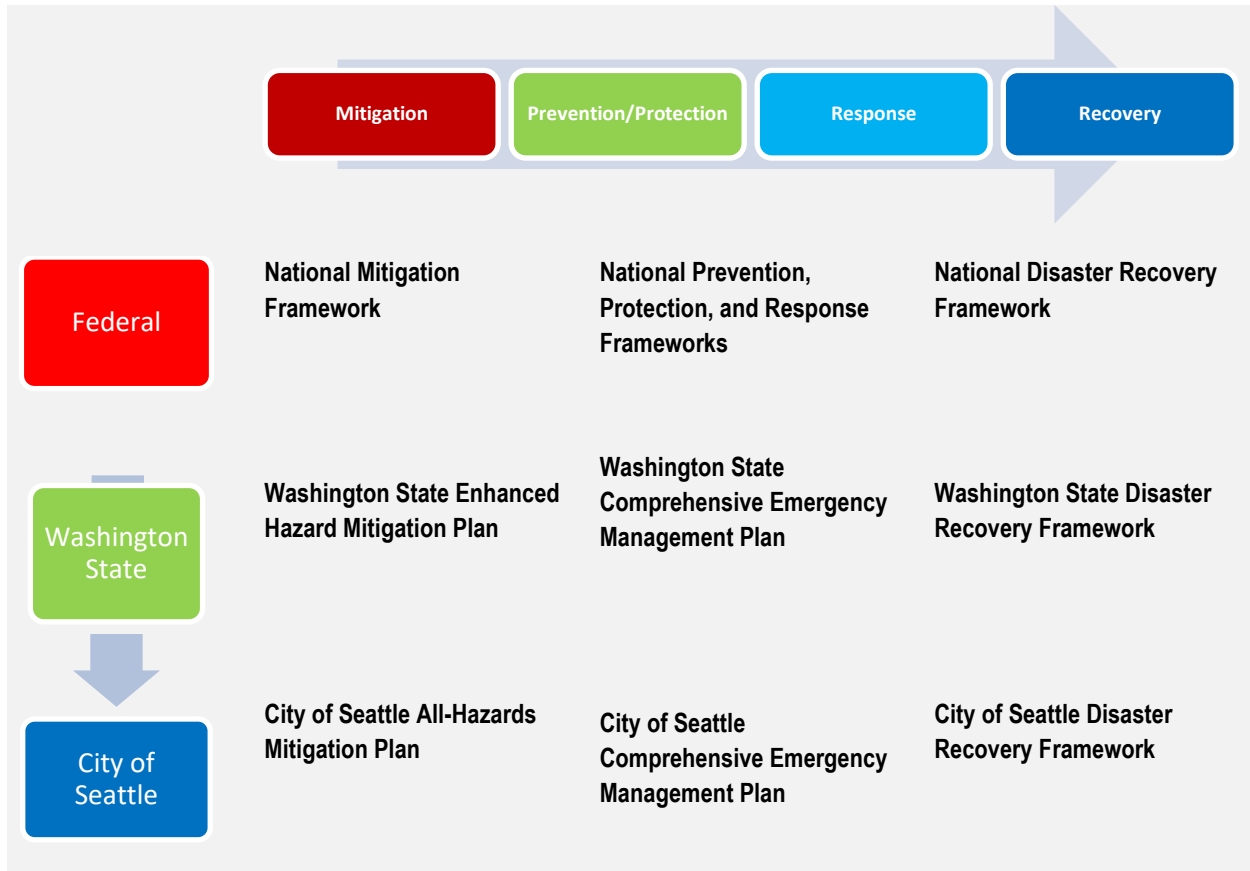 Mitigation
Prevention/Protection
Response
Recovery
Federal
National Mitigation
Framework
National Prevention,
Protection, and Response
Frameworks
National Disaster Recovery
Framework
Washington
State
Washington State Enhanced
Hazard Mitigation Plan
Washington State
Comprehensive Emergency
Management Plan
Washington State Disaster
Recovery Framework
City of
Seattle
City of Seattle All-Hazards
Mitigation Plan
City of Seattle
Comprehensive Emergency
Management Plan
City of Seattle Disaster
Recovery Framework